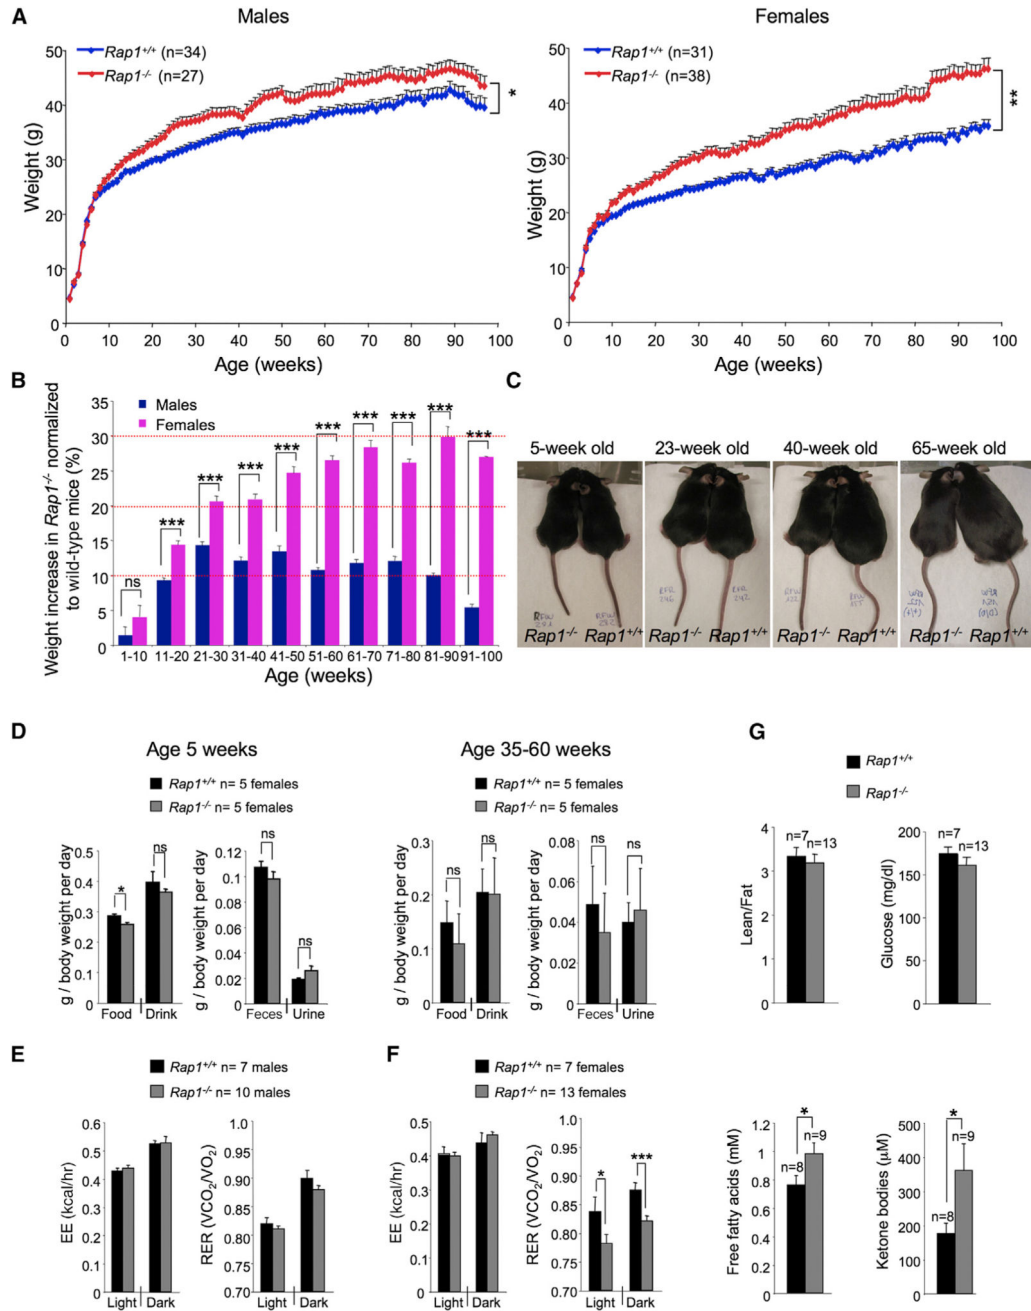 A
Males
Females
Rap1+/+ (n=34)
Rap1-/- (n=27)
Weight (g)
50
40
30
20
10
0
*
0 10 20 30 40 50 60 70 80 90 100
Age (weeks)
Rap1+/+ (n=31)
Rap1-/- (n=38)
Weight (g)
50
40
30
20
10
0
**
0 10 20 30 40 50 60 70 80 90 100
Age (weeks)
B
Weight increase in Rap1-/- normalized
to wild-type mice (%)
Males
Females
35
30
25
20
15
10
5
0
ns *** *** *** *** *** *** *** *** ***
1-10 11-20 21-30 31-40 41-50 51-60 61-70 71-80 81-90 91-100
Age (weeks)
C
5-week old 23-week old 40-week old 65-week old
Rap1-/- Rap1+/+ Rap1-/- Rap1+/+ Rap1-/- Rap1+/+ Rap1-/- Rap1+/+
D
Age 5 weeks
Rap1+/+ n= 5 females
Rap1-/- n= 5 females
g / body weight per day
0.5
0.4
0.3
0.2
0.1
0
* ns
Food Drink
g / body weight per day
0.12
0.1
0.08
0.06
0.04
0.02
0
ns ns
Feces Urine
Age 35-60 weeks
Rap1+/+ n= 5 females
Rap1-/- n= 5 females
g / body weight per day
0.3
0.2
0.1
0
ns ns
Food Drink
g / body weight per day
0.08
0.06
0.04
0.02
0
ns ns
Feces Urine
G
Rap1+/+
Rap1-/-
Lean/Fat
4
3
2
1
0
n=7
n=13
Glucose (mg/dl)
200
150
100
50
0
n=7
n=13
E
Rap1+/+ n= 7 males
Rap1-/- n= 10 males
EE (kcal/hr)
0.6
0.5
0.4
0.3
0.2
0.1
0
Light Dark
RER (VCO2/VO2)
1.0
0.95
0.90
0.85
0.80
0.75
0.70
Light Dark
F
Rap1+/+ n= 7 females
Rap1-/- n= 13 females
EE (kcal/hr)
0.5
0.4
0.3
0.2
0.1
0
Light Dark
RER (VCO2/VO2)
1.00
0.95
0.90
0.85
0.80
0.75
0.70
* ***
Light Dark
Free fatty acids (mM)
1.2
1
0.8
0.6
0.4
0.2
0
*
n=8
n=9
Ketone bodies (µM)
500
400
300
200
100
0
*
n=8
n=9